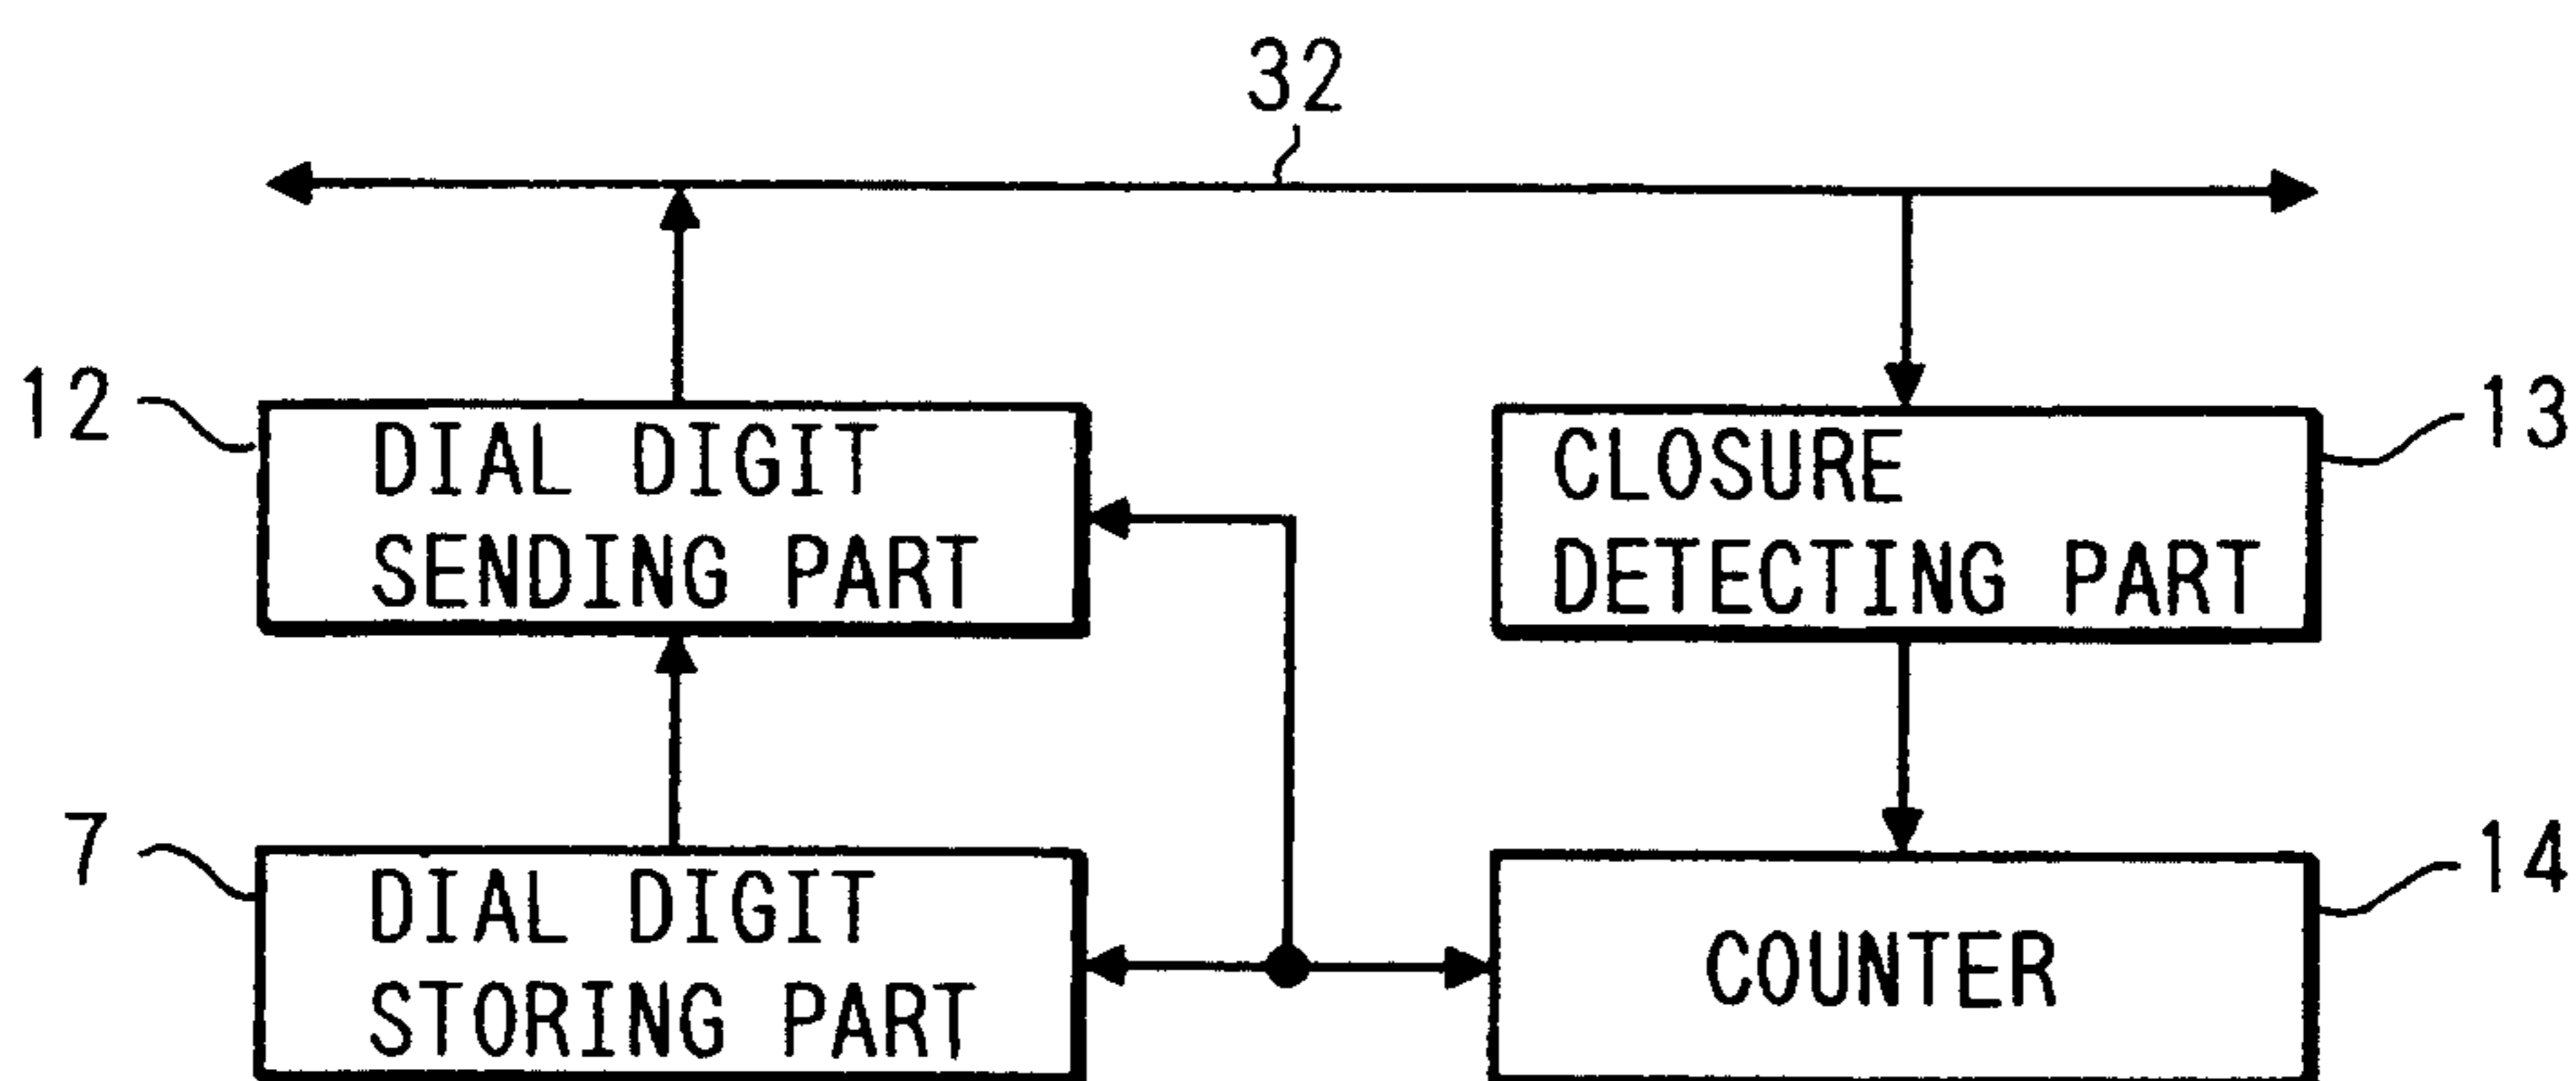 32
12
DIAL DIGIT
SENDING PART
CLOSURE
DETECTING PART
13
7
DIAL DIGIT
STORING PART
COUNTER
14